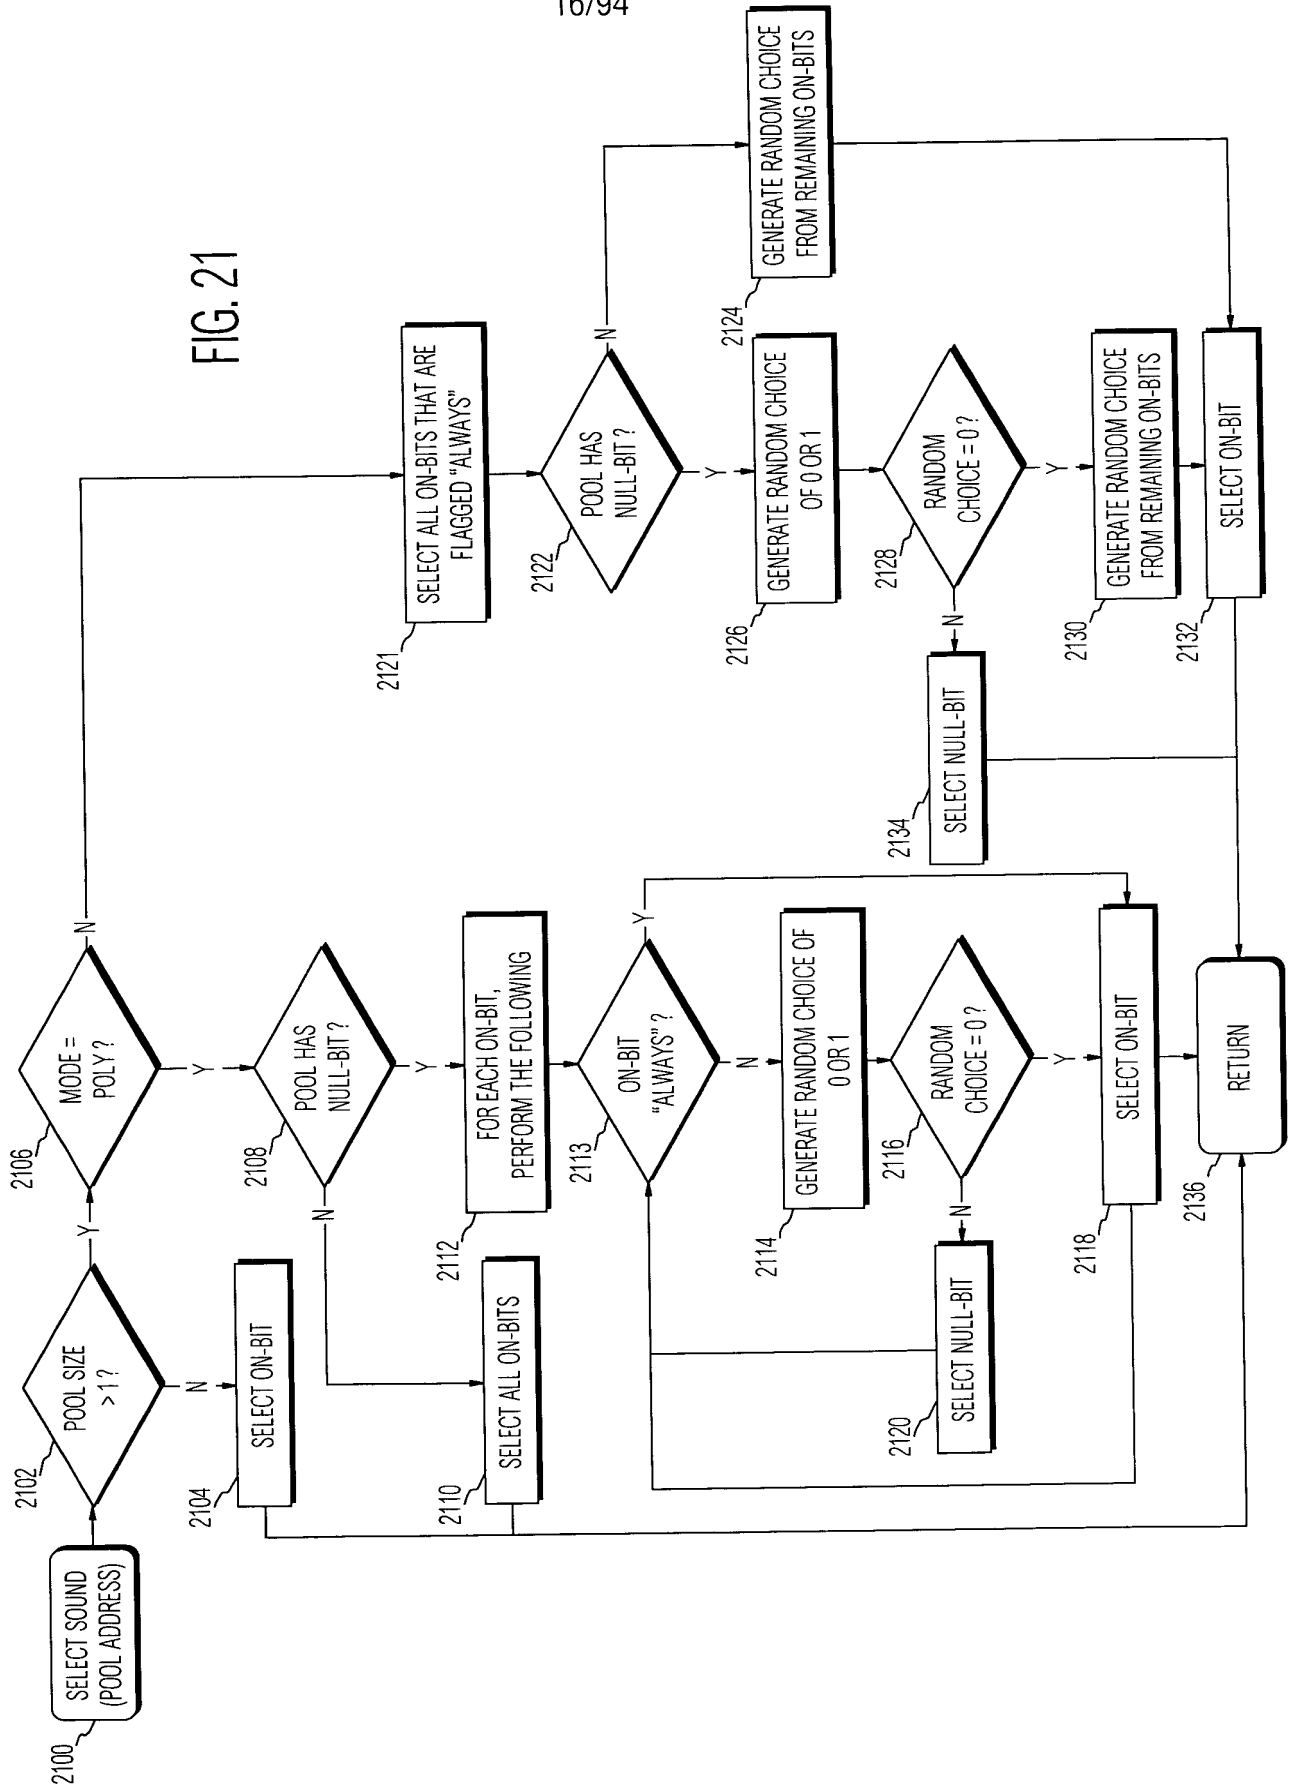 16/94
FIG. 21
2100
SELECT SOUND
(POOL ADDRESS)
2102
POOL SIZE
>1 ?
Y
N
2104
SELECT ON-BIT
2106
MODE =
POLY ?
N
Y
2108
POOL HAS
NULL-BIT ?
N
Y
2110
SELECT ALL ON-BITS
2112
FOR EACH ON-BIT,
PERFORM THE FOLLOWING
2113
ON-BIT
"ALWAYS" ?
Y
N
2114
GENERATE RANDOM CHOICE OF
0 OR 1
2116
RANDOM
CHOICE = 0 ?
N
Y
2120
SELECT NULL-BIT
2118
SELECT ON-BIT
2121
SELECT ALL ON-BITS THAT ARE
FLAGGED "ALWAYS"
2122
POOL HAS
NULL-BIT ?
N
Y
2124
GENERATE RANDOM CHOICE
FROM REMAINING ON-BITS
2126
GENERATE RANDOM CHOICE
OF 0 OR 1
2128
RANDOM
CHOICE = 0 ?
N
Y
2134
SELECT NULL-BIT
2130
GENERATE RANDOM CHOICE
FROM REMAINING ON-BITS
2132
SELECT ON-BIT
2136
RETURN